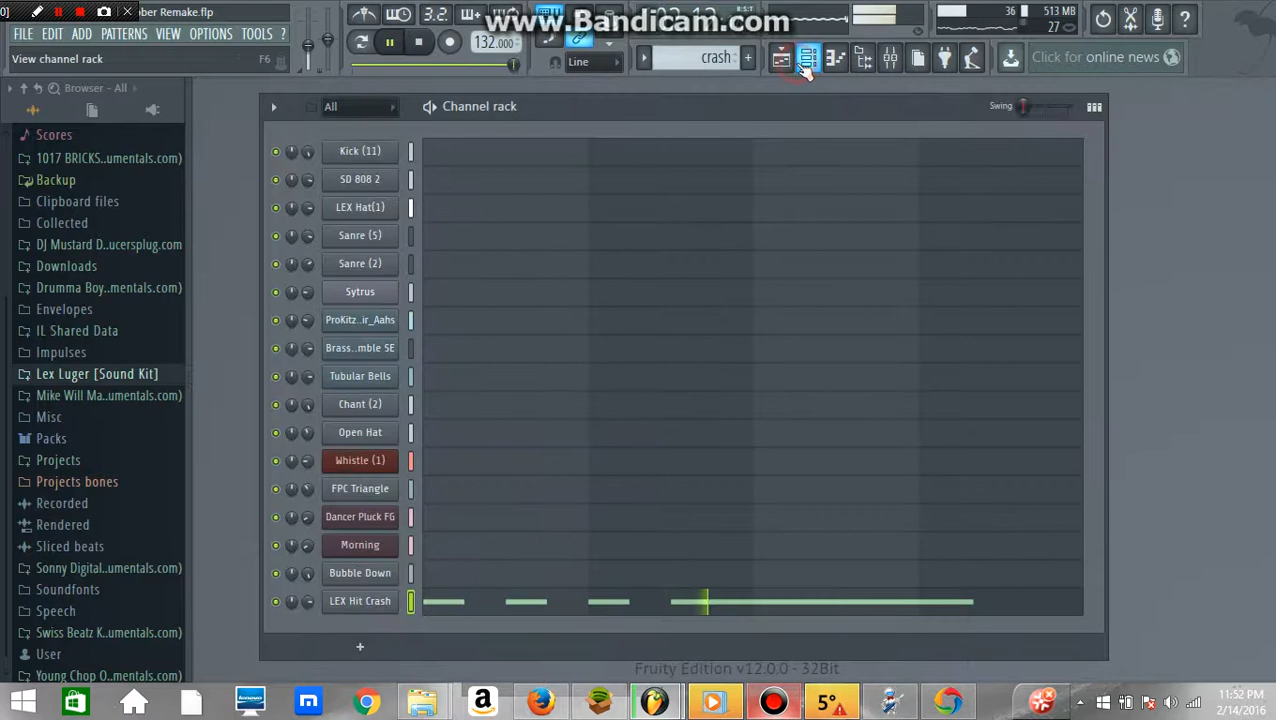 ber Remake.flp
www.Bandicam.com
FILE EDIT ADD PATTERNS VIEW OPTIONS TOOLS ?
View channel rack F6
3.2
132.000
Line
crash
36
513 MB
27
Click for online news
Browser - All
Scores
1017 BRICKS...umentals.com)
Backup
Clipboard files
Collected
DJ Mustard D...ucersplug.com
Downloads
Drumma Boy...mentals.com)
Envelopes
IL Shared Data
Impulses
Lex Luger [Sound Kit]
Mike Will Ma...umentals.com)
Misc
Packs
Projects
Projects bones
Recorded
Rendered
Sliced beats
Sonny Digital...umentals.com)
Soundfonts
Speech
Swiss Beatz K...umentals.com)
User
Young Chop O...mentals.com)
All
Channel rack
Swing
Kick (11)
SD 808 2
LEX Hat(1)
Sanre (5)
Sanre (2)
Sytrus
ProKitz...ir_Aahs
Brass...mble SE
Tubular Bells
Chant (2)
Open Hat
Whistle (1)
FPC Triangle
Dancer Pluck FG
Morning
Bubble Down
LEX Hit Crash
Fruity Edition v12.0.0 - 32Bit
5°
11:52 PM
2/14/2016